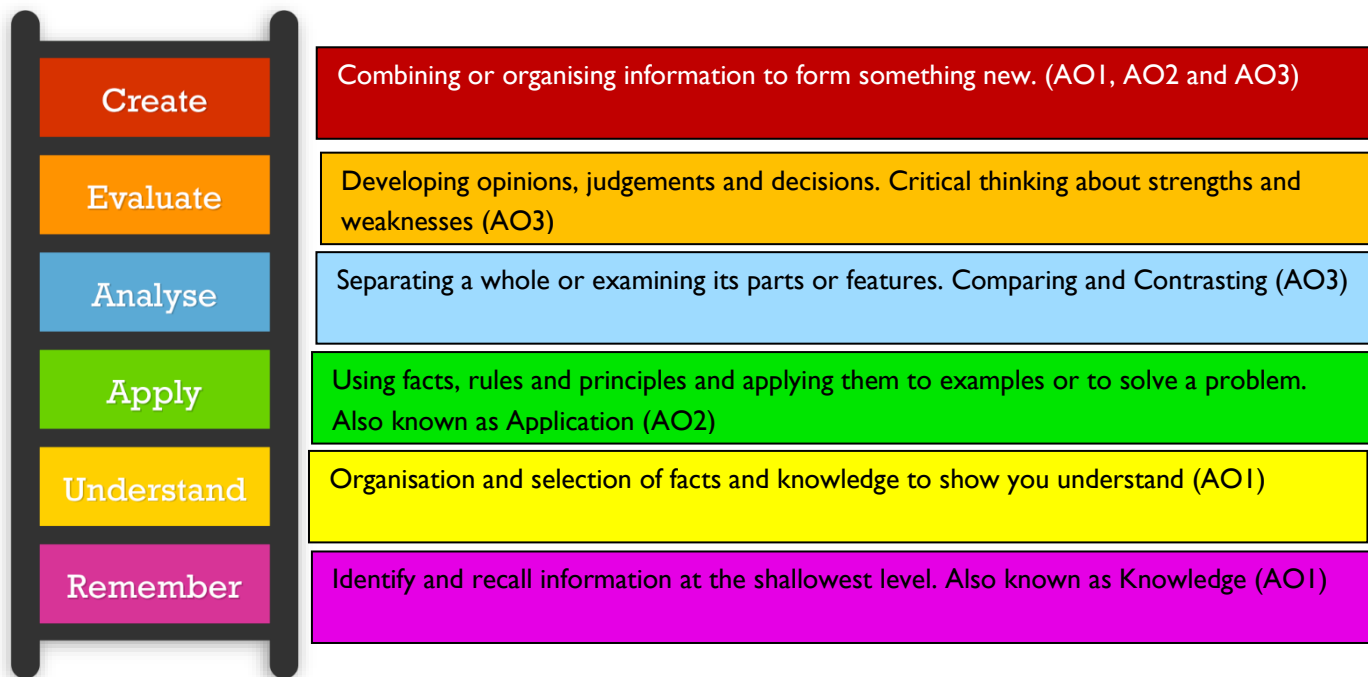 Create
Combining or organising information to form something new. (AO1, AO2 and AO3)
Evaluate
Developing opinions, judgements and decisions. Critical thinking about strengths and
weaknesses (AO3)
Analyse
Separating a whole or examining its parts or features. Comparing and Contrasting (AO3)
Apply
Using facts, rules and principles and applying them to examples or to solve a problem.
Also known as Application (AO2)
Understand
Organisation and selection of facts and knowledge to show you understand (AO1)
Remember
Identify and recall information at the shallowest level. Also known as Knowledge (AO1)